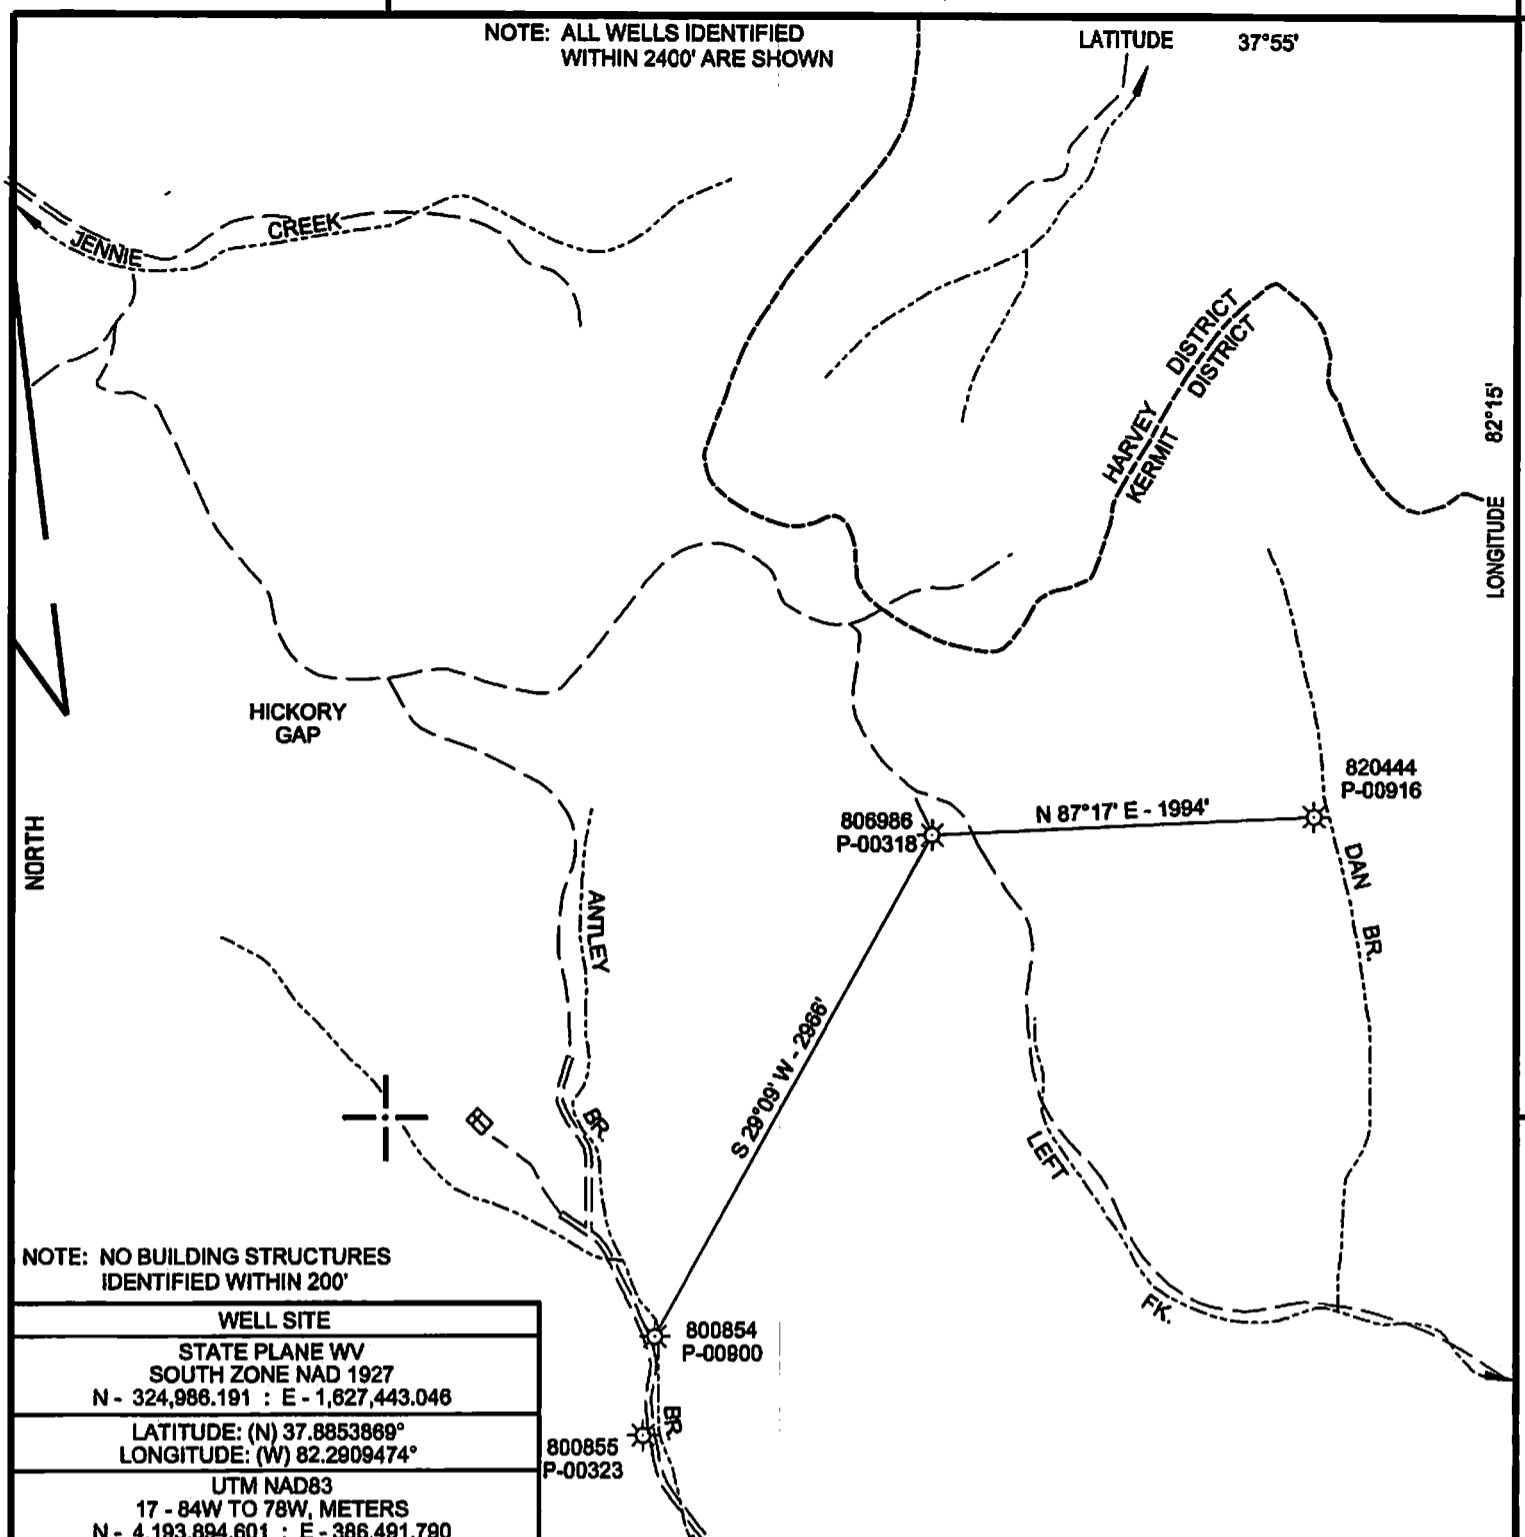 NOTE: ALL WELLS IDENTIFIED
WITHIN 2400' ARE SHOWN
LATITUDE 37°55'
JENNIE CREEK
HARVEY DISTRICT
KERMIT DISTRICT
LONGITUDE 82°15'
HICKORY
GAP
NORTH
820444
P-00916
806986
P-00318
N 87°17' E - 1994'
DAN BR.
ANTLEY BR.
S 29°09' W - 2966'
LEFT FK.
NOTE: NO BUILDING STRUCTURES
IDENTIFIED WITHIN 200'
800854
P-00900
BR
800855
P-00323
WELL SITE
STATE PLANE WV
SOUTH ZONE NAD 1927
N - 324,986.191 : E - 1,627,443.046
LATITUDE: (N) 37.8853869°
LONGITUDE: (W) 82.2909474°
UTM NAD83
17 - 84W TO 78W, METERS
N - 4,193,894.601 : E - 386,491.790